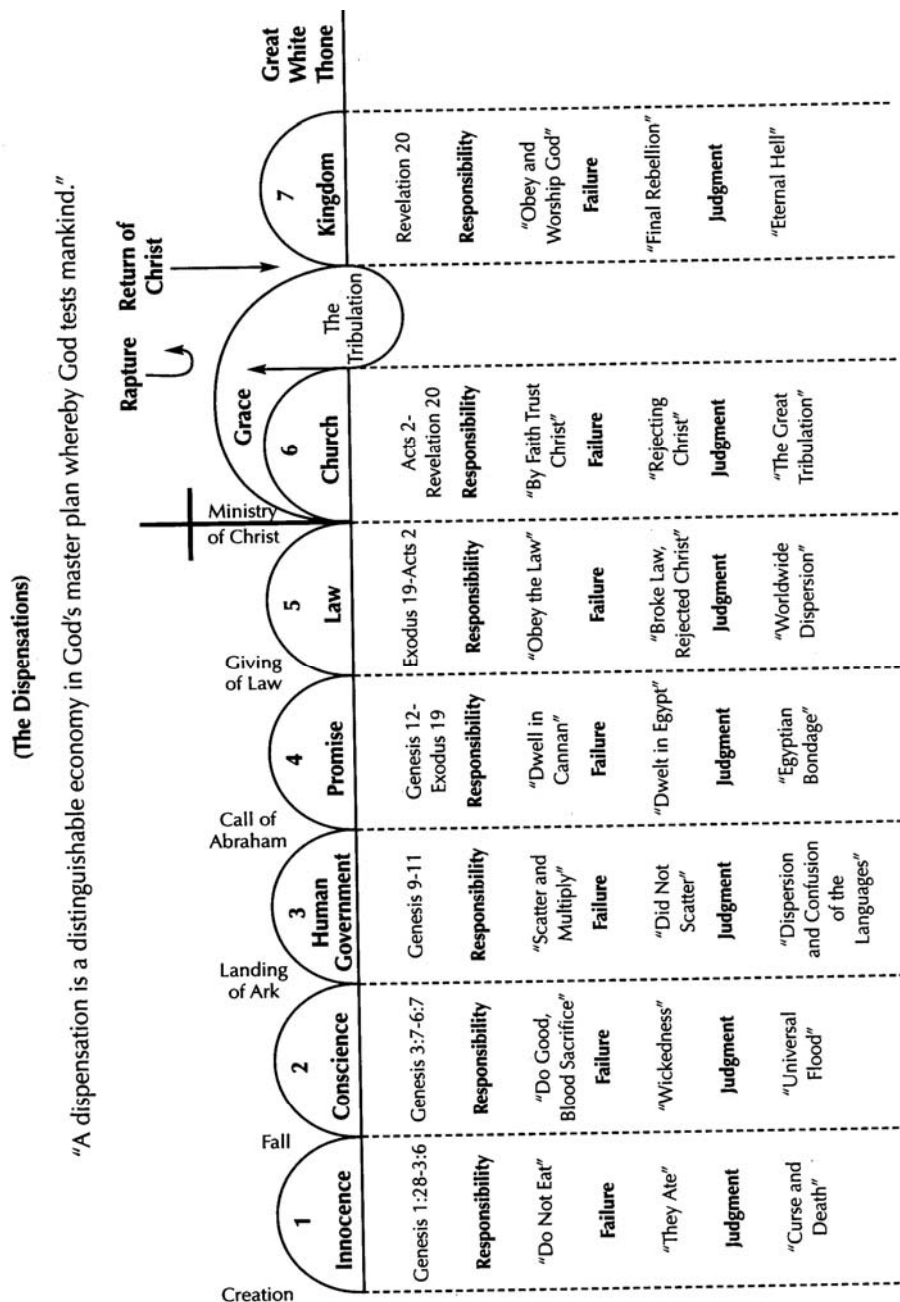 (The Dispensations)
"A dispensation is a distinguishable economy in God's master plan whereby God tests mankind."
Creation
1
Innocence
Genesis 1:28-3:6
Responsibility
"Do Not Eat"
Failure
"They Ate"
Judgment
"Curse and
Death"
Fall
2
Conscience
Genesis 3:7-6:7
Responsibility
"Do Good,
Blood Sacrifice"
Failure
"Wickedness"
Judgment
"Universal
Flood"
Landing
of Ark
3
Human
Government
Genesis 9-11
Responsibility
"Scatter and
Multiply"
Failure
"Did Not
Scatter"
Judgment
"Dispersion
and Confusion
of the
Languages"
Call of
Abraham
4
Promise
Genesis 12-
Exodus 19
Responsibility
"Dwell in
Cannan"
Failure
"Dwelt in Egypt"
Judgment
"Egyptian
Bondage"
Giving
of Law
5
Law
Exodus 19-Acts 2
Responsibility
"Obey the Law"
Failure
"Broke Law,
Rejected Christ"
Judgment
"Worldwide
Dispersion"
Ministry
of Christ
Grace
6
Church
Acts 2-
Revelation 20
Responsibility
"By Faith Trust
Christ"
Failure
"Rejecting
Christ"
Judgment
"The Great
Tribulation"
Rapture
The
Tribulation
Return of
Christ
7
Kingdom
Revelation 20
Responsibility
"Obey and
Worship God"
Failure
"Final Rebellion"
Judgment
"Eternal Hell"
Great
White
Thone